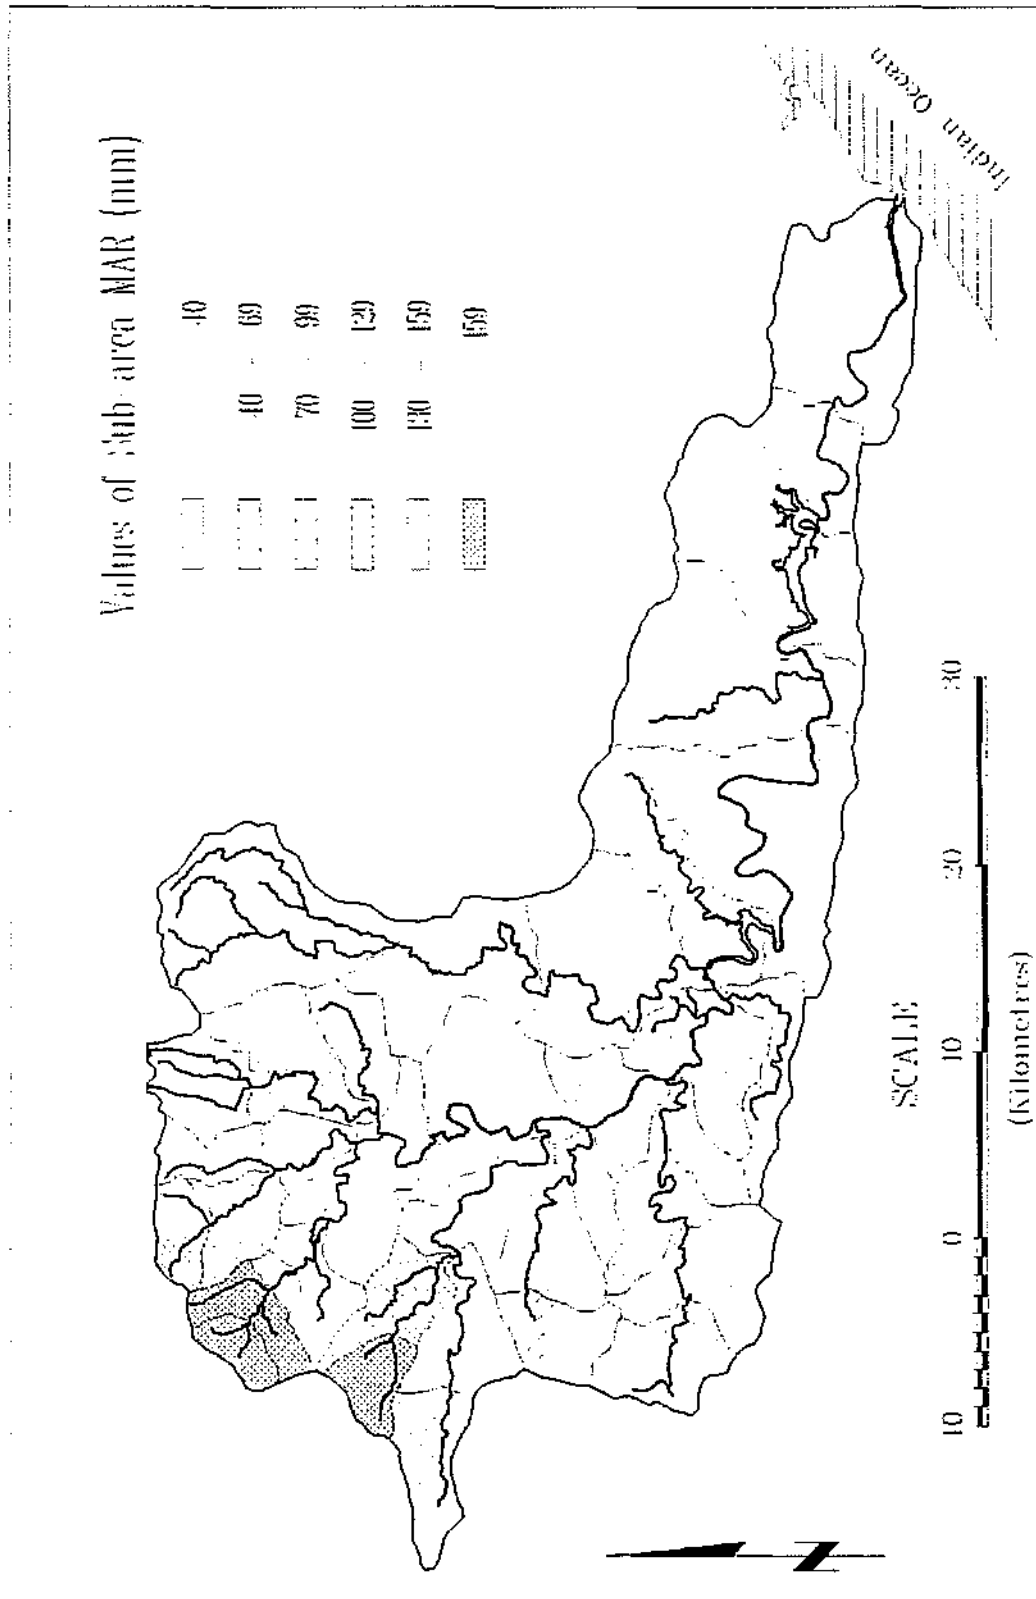 Values of Sub area MAR (mm)
40
40 - 69
70 - 99
100 - 129
130 - 159
159
Indian Ocean
SCALE
10 0 10 20 30
(Kilometres)
N